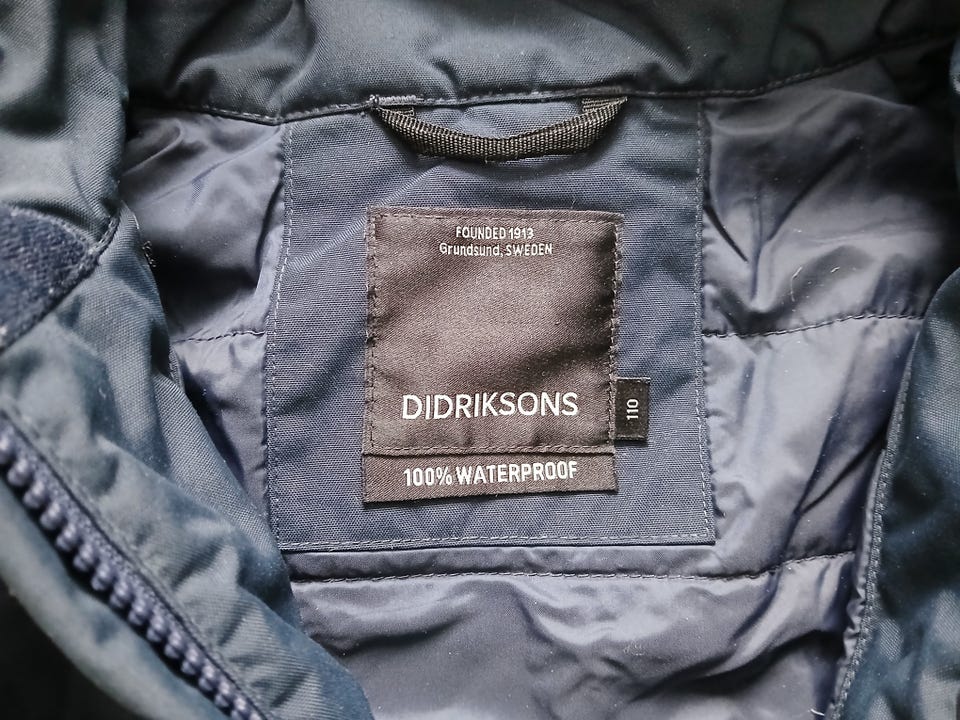 FOUNDED 1913
Grundsund, SWEDEN
DIDRIKSONS
110
100% WATERPROOF